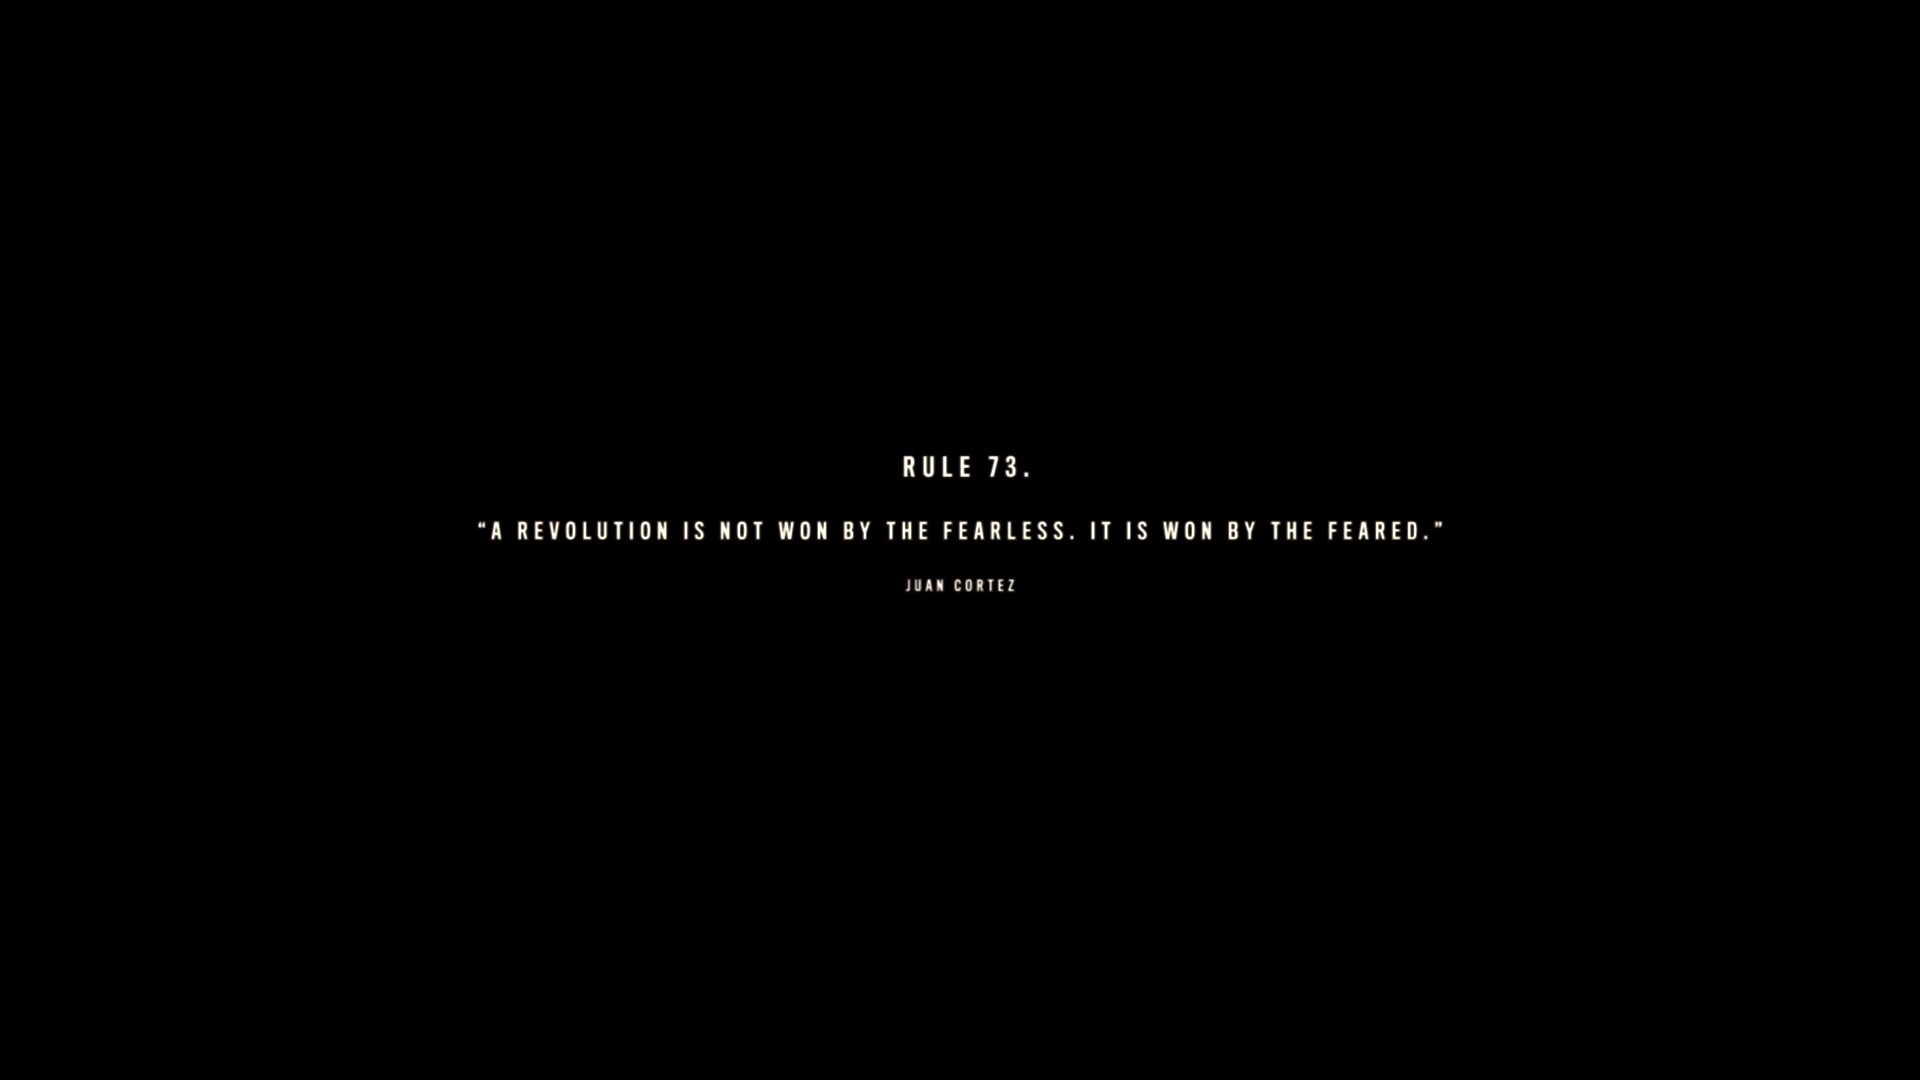 RULE 73.
“A REVOLUTION IS NOT WON BY THE FEARLESS. IT IS WON BY THE FEARED.”
JUAN CORTEZ